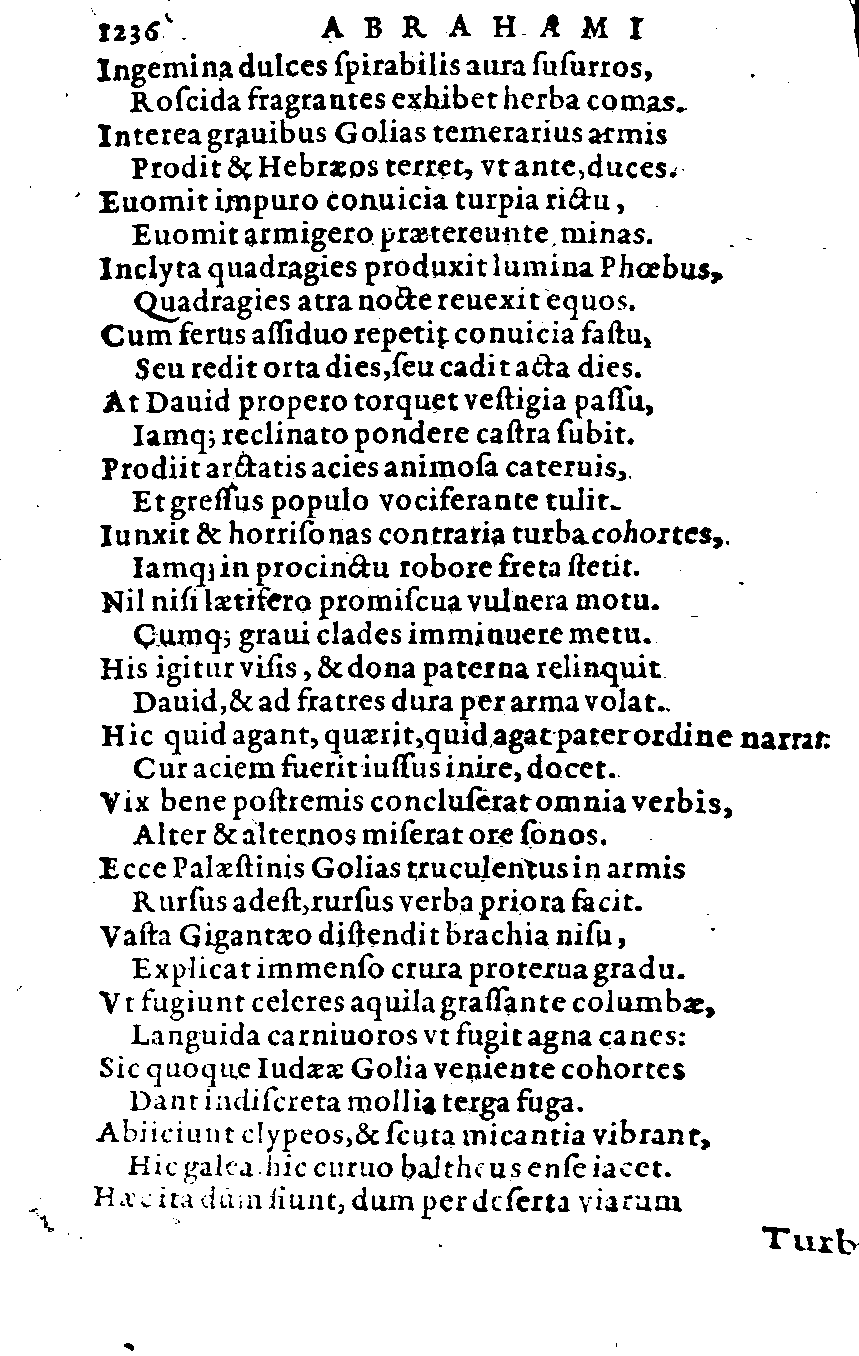 1236 ABRAHAMI
Ingemina dulces ſpirabilis aura ſuſurros,
Roſcida fragrantes exhibet herba comas.
Interea grauibus Golias temerarius armis
Prodit & Hebræos terret, vt ante, duces.
Euomit impuro conuicia turpia rictu,
Euomit armigero prætereunte minas.
Inclyta quadragies produxit lumina Phœbus,
Quadragies atra nocte reuexit equos.
Cum ferus aſſiduo repetit conuicia faſtu,
Seu redit orta dies, ſeu cadit acta dies.
At Dauid propero torquet veſtigia paſſu,
Iamq; reclinato pondere caſtra ſubit.
Prodiit arctatis acies animoſa cateruis,
Et greſſus populo vociferante tulit.
Iunxit & horriſonas contraria turba cohortes,
Iamq; in procinctu robore freta ſtetit.
Nil niſi lætifero promiſcua vulnera motu.
Cumq; graui clades imminuere metu.
His igitur viſis, & dona paterna relinquit
Dauid, & ad fratres dura per arma volat.
Hic quid agant, quærit, quid agat pater ordine narrat:
Cur aciem fuerit iuſſus inire, docet.
Vix bene poſtremis concluſerat omnia verbis,
Alter & alternos miſerat ore ſonos.
Ecce Palæſtinis Golias truculentus in armis
Rurſus adeſt, rurſus verba priora facit.
Vaſta Gigantæo diſtendit brachia niſu,
Explicat immenſo crura proterua gradu.
Vt fugiunt celeres aquila graſſante columbæ,
Languida carniuoros vt fugit agna canes:
Sic quoque Iudææ Golia veniente cohortes
Dant indiſcreta mollia terga fuga.
Abiiciunt clypeos, & ſcuta micantia vibrant,
Hic galea hic curuo baltheus enſe iacet.
Hæc ita dum fiunt, dum per deſerta viarum
Turb